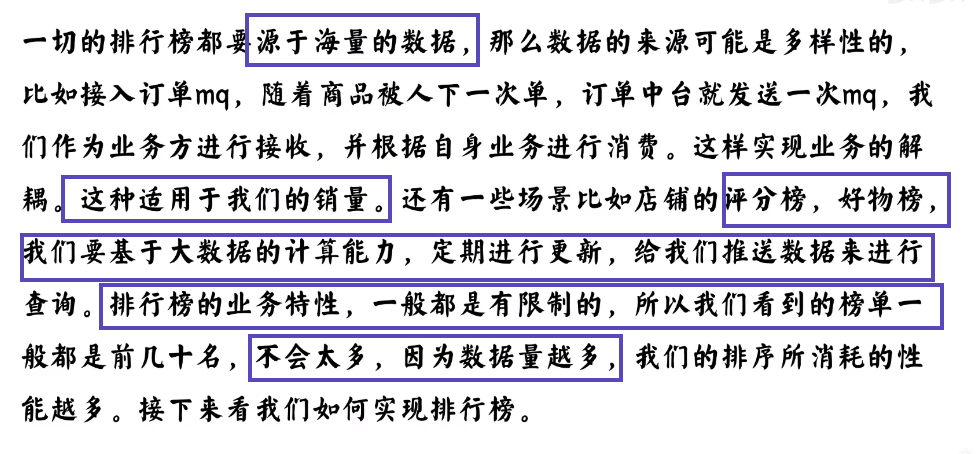 一切的排行榜都要源于海量的数据，那么数据的来源可能是多样性的，
比如接入订单mq，随着商品被人下一次单，订单中台就发送一次mq，我
们作为业务方进行接收，并根据自身业务进行消费。这样实现业务的解
耦。这种适用于我们的销量。还有一些场景比如店铺的评分榜，好物榜，
我们要基于大数据的计算能力，定期进行更新，给我们推送数据来进行
查询。排行榜的业务特性，一般都是有限制的，所以我们看到的榜单一
般都是前几十名，不会太多，因为数据量越多，我们的排序所消耗的性
能越多。接下来看我们如何实现排行榜。